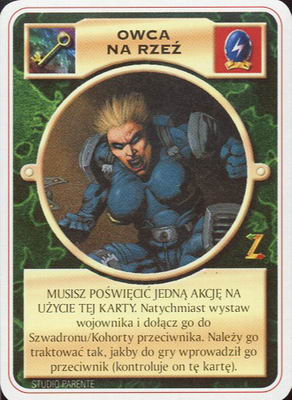 OWCA
NA RZEŹ
Z
MUSISZ POŚWIĘCIĆ JEDNĄ AKCJĘ NA
UŻYCIE TEJ KARTY. Natychmiast wystaw
wojownika i dołącz go do
Szwadronu/Kohorty przeciwnika. Należy go
traktować tak, jakby do gry wprowadził go
przeciwnik (kontroluje on tę kartę).
STUDIO PARENTE